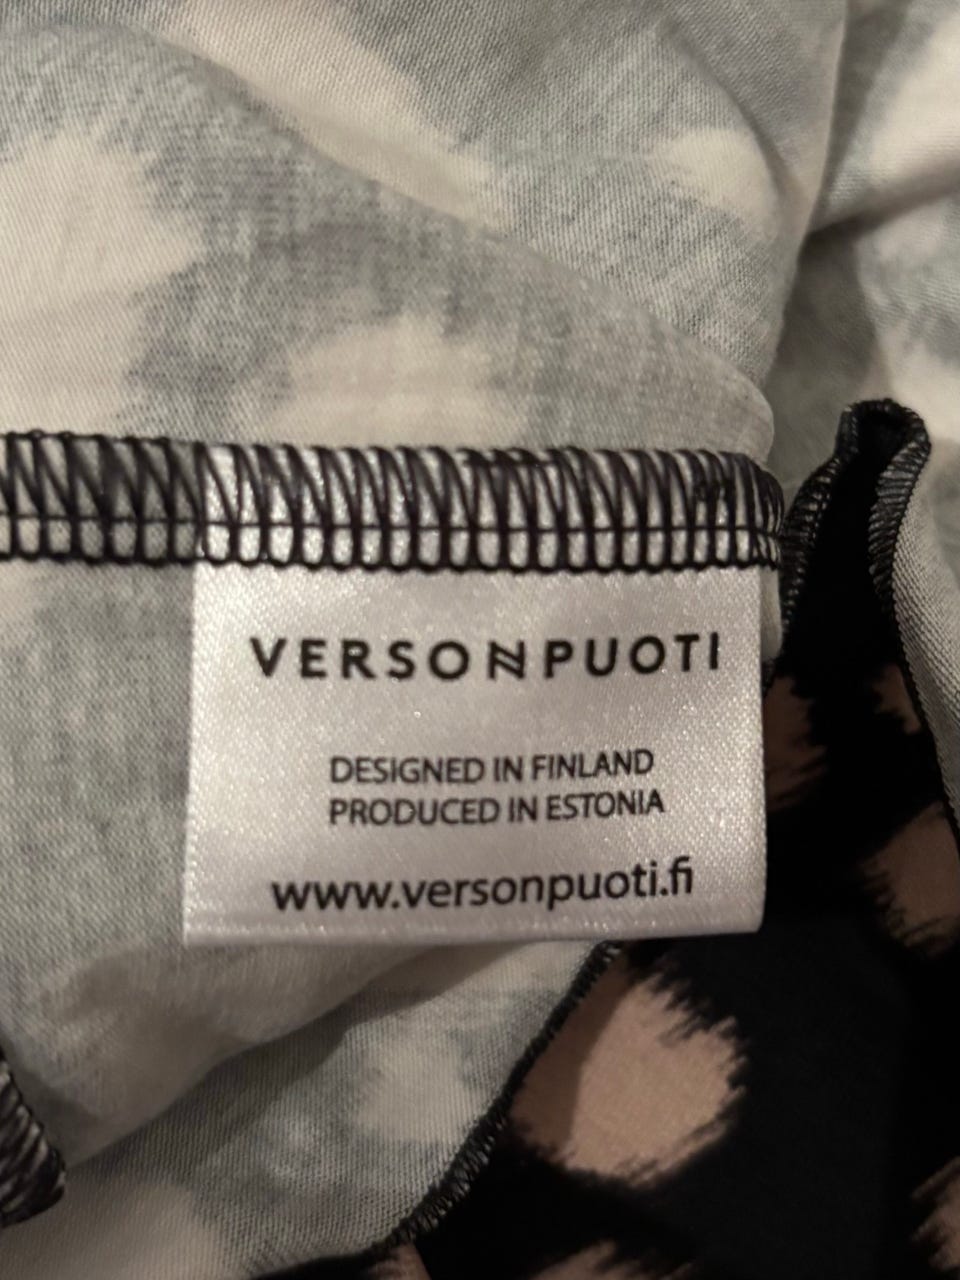 VERSONPUOTI
DESIGNED IN FINLAND
PRODUCED IN ESTONIA
www.versonpuoti.fi